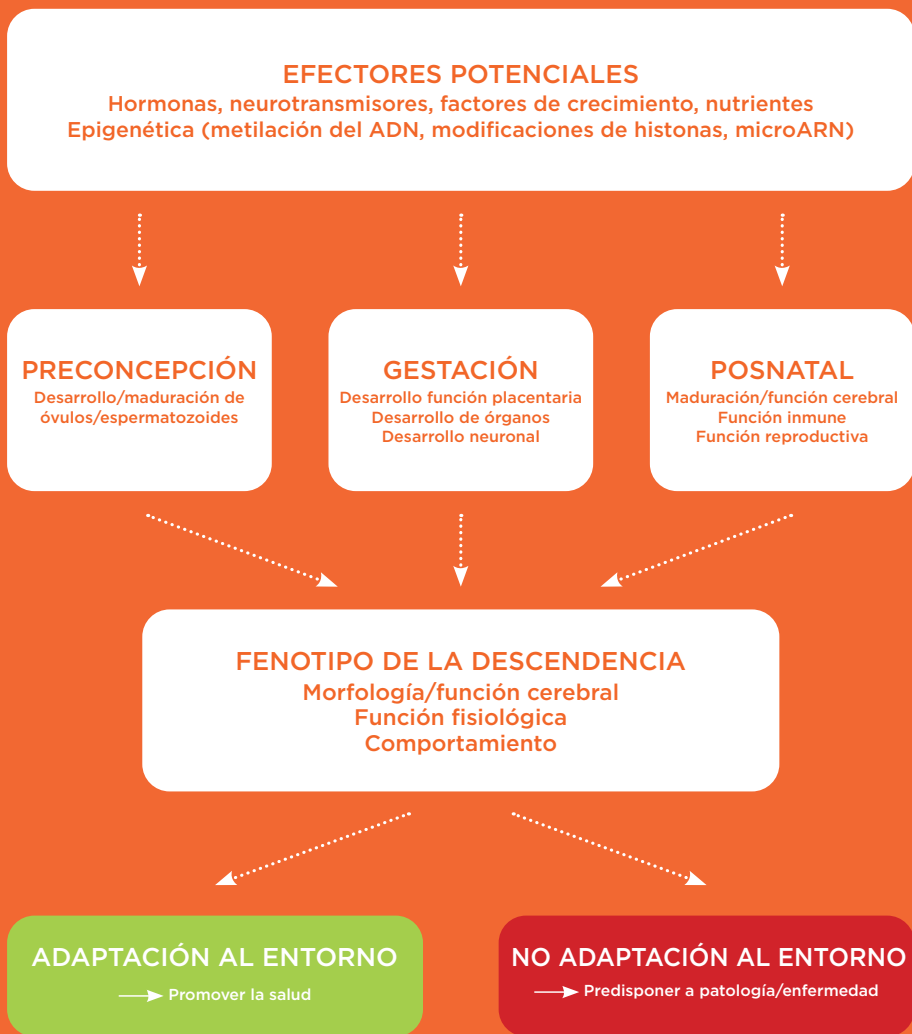 EFECTORES POTENCIALES
Hormonas, neurotransmisores, factores de crecimiento, nutrientes
Epigenética (metilación del ADN, modificaciones de histonas, microARN)
PRECONCEPCIÓN
Desarrollo/maduración de
óvulos/espermatozoides
GESTACIÓN
Desarrollo función placentaria
Desarrollo de órganos
Desarrollo neuronal
POSNATAL
Maduración/función cerebral
Función inmune
Función reproductiva
FENOTIPO DE LA DESCENDENCIA
Morfología/función cerebral
Función fisiológica
Comportamiento
ADAPTACIÓN AL ENTORNO
Promover la salud
NO ADAPTACIÓN AL ENTORNO
Predisponer a patología/enfermedad